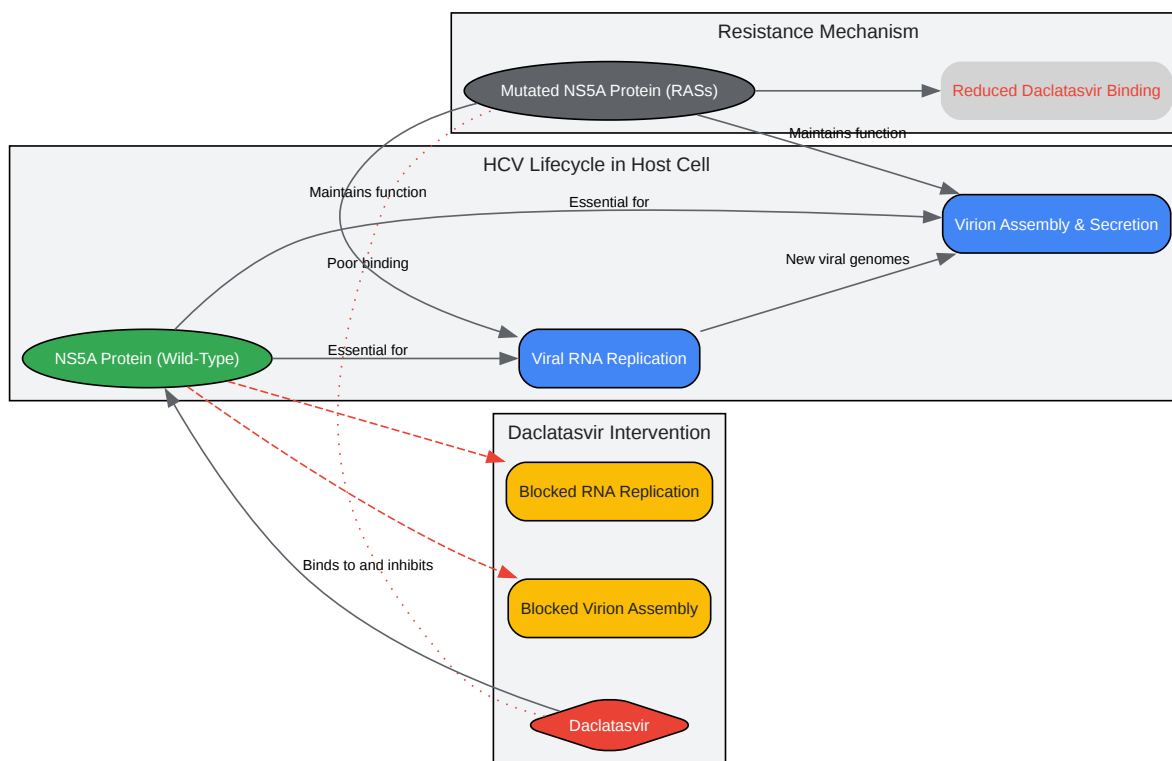 Resistance Mechanism
Mutated NS5A Protein (RASs)
Reduced Daclatasvir Binding
Maintains function
HCV Lifecycle in Host Cell
Maintains function
Essential for
Virion Assembly & Secretion
Poor binding
New viral genomes
NS5A Protein (Wild-Type)
Essential for
Viral RNA Replication
Daclatasvir Intervention
Blocked RNA Replication
Binds to and inhibits
Blocked Virion Assembly
Daclatasvir